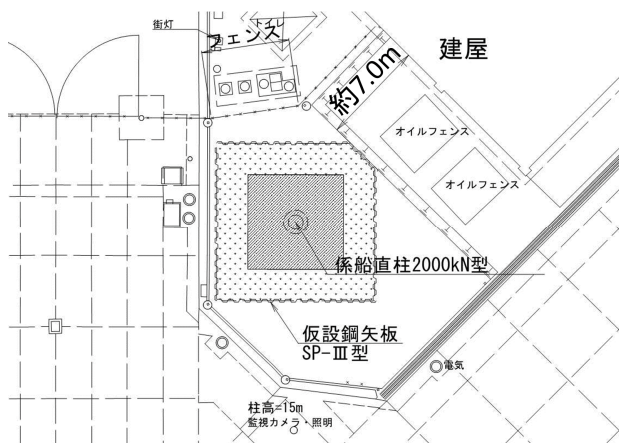 街灯
トイレ
フェンス
建屋
約7.0m
オイルフェンス
オイルフェンス
係船直柱2000kN型
仮設鋼矢板
SP-Ⅲ型
電気
柱高=15m
監視カメラ・照明